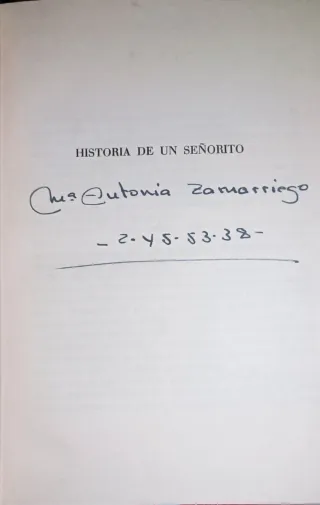 HISTORIA DE UN SEÑORITO
Mª Antonia Zamarriego
- 2.45.53.38-